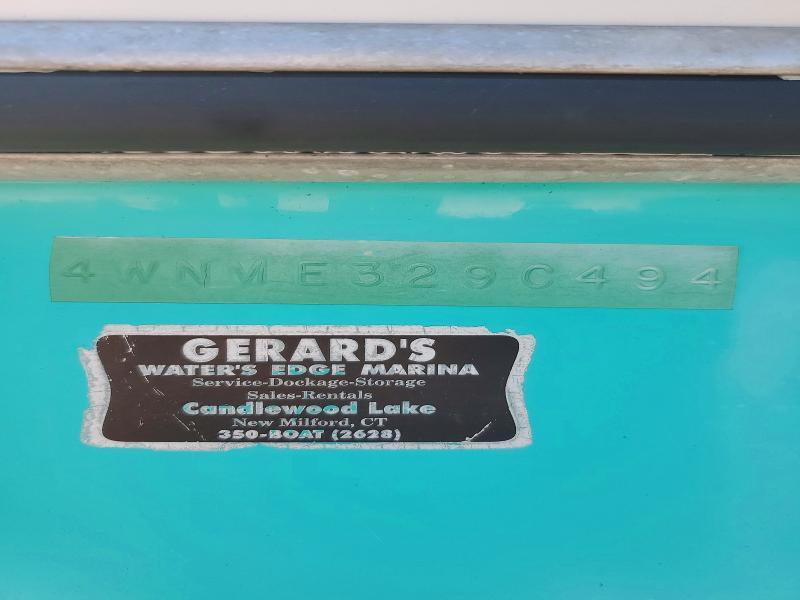 4WNME329C494
GERARD'S
WATER'S EDGE MARINA
Service-Dockage-Storage
Sales-Rentals
Candlewood Lake
New Milford, CT
350-BOAT (2628)